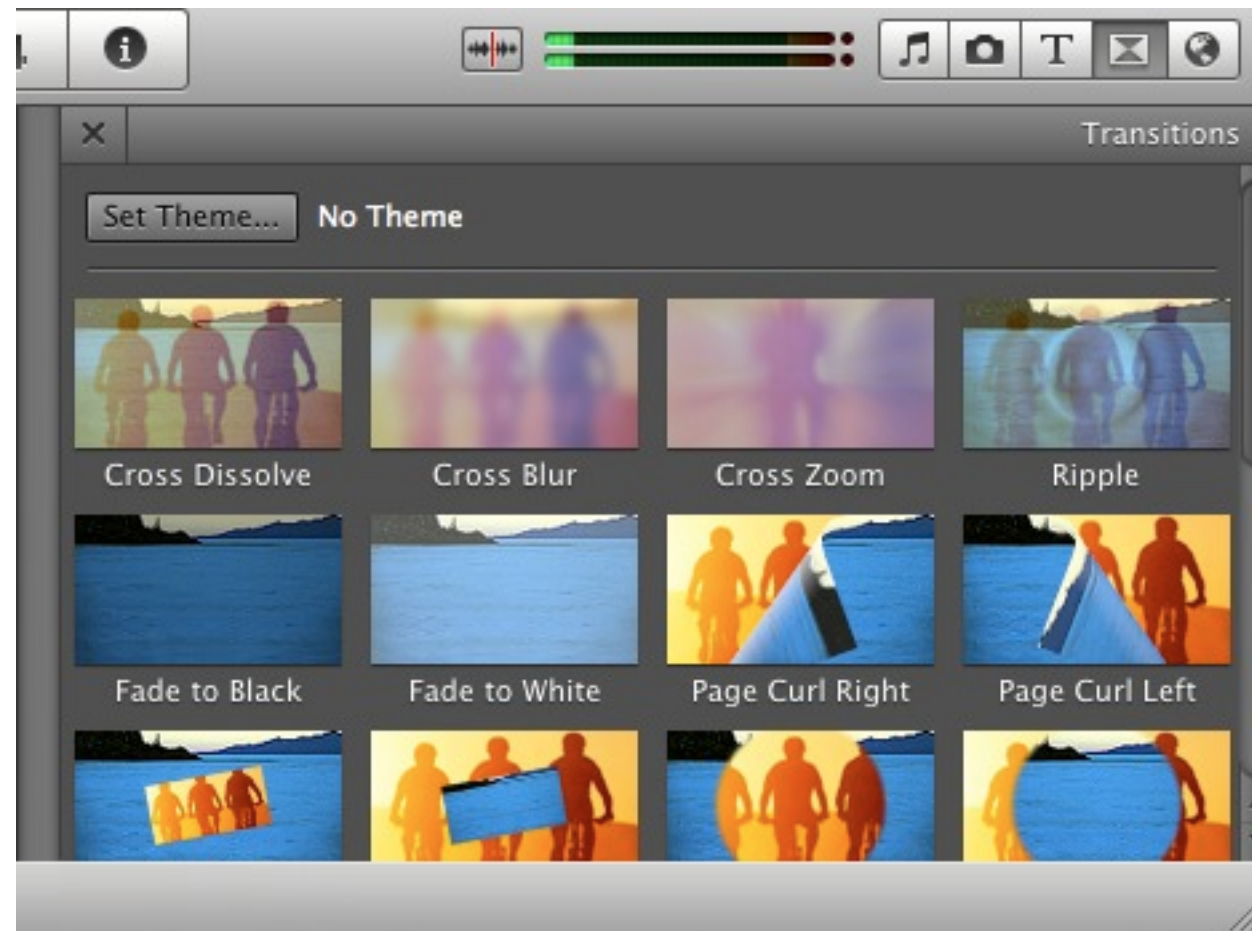 T
Transitions
Set Theme... No Theme
Cross Dissolve Cross Blur Cross Zoom Ripple
Fade to Black Fade to White Page Curl Right Page Curl Left